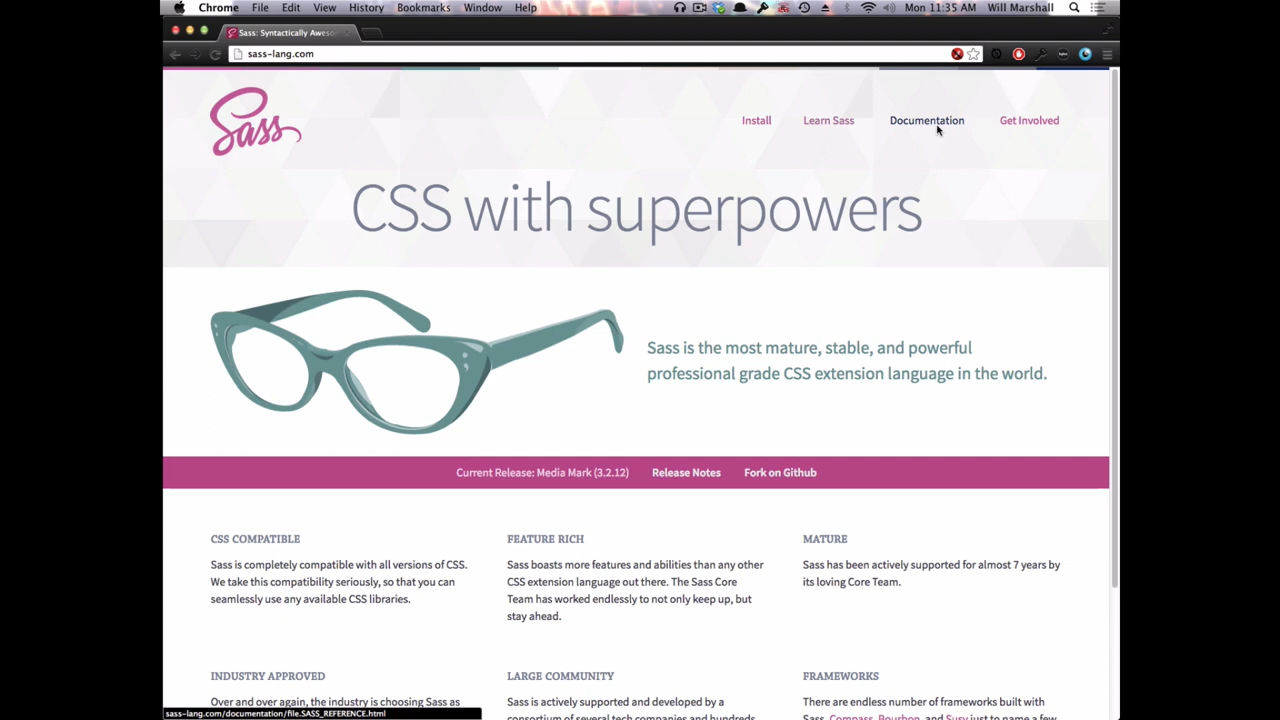 Chrome File Edit View History Bookmarks Window Help Mon 11:35 AM Will Marshall
Sass: Syntactically Aweso
sass-lang.com
Sass
Install Learn Sass Documentation Get Involved
CSS with superpowers
Sass is the most mature, stable, and powerful
professional grade CSS extension language in the world.
Current Release: Media Mark (3.2.12) Release Notes Fork on Github
CSS COMPATIBLE
Sass is completely compatible with all versions of CSS.
We take this compatibility seriously, so that you can
seamlessly use any available CSS libraries.
FEATURE RICH
Sass boasts more features and abilities than any other
CSS extension language out there. The Sass Core
Team has worked endlessly to not only keep up, but
stay ahead.
MATURE
Sass has been actively supported for almost 7 years by
its loving Core Team.
INDUSTRY APPROVED
Over and over again, the industry is choosing Sass as
LARGE COMMUNITY
Sass is actively supported and developed by a
consortium of several tech companies and hundreds
FRAMEWORKS
There are endless number of frameworks built with
Sass. Compass, Bourbon, and Susy just to name a few.
sass-lang.com/documentation/file.SASS_REFERENCE.html